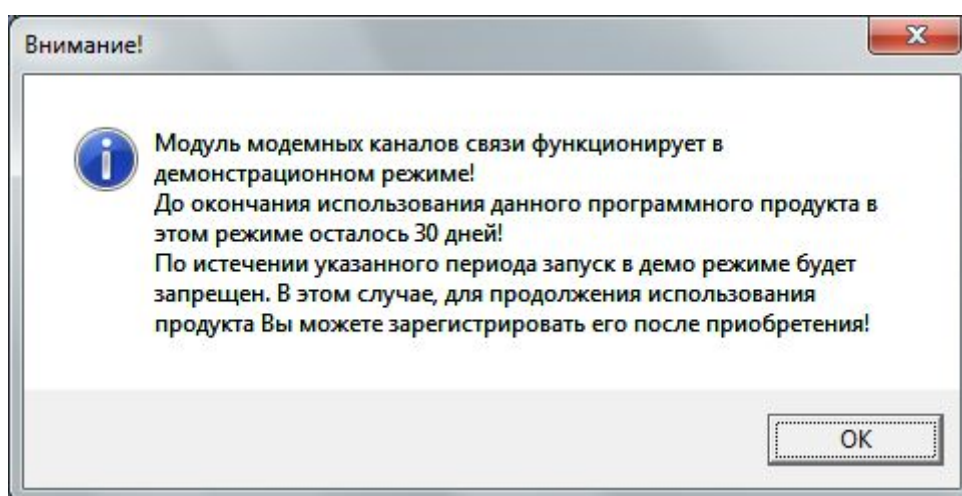 Внимание!
Модуль модемных каналов связи функционирует в
демонстрационном режиме!
До окончания использования данного программного продукта в
этом режиме осталось 30 дней!
По истечении указанного периода запуск в демо режиме будет
запрещен. В этом случае, для продолжения использования
продукта Вы можете зарегистрировать его после приобретения!
OK